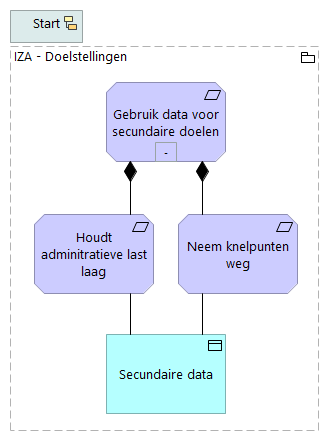 Start
IZA - Doelstellingen
Gebruik data voor
secundaire doelen
-
Houdt
adminitratieve last
laag
Neem knelpunten
weg
Secundaire data